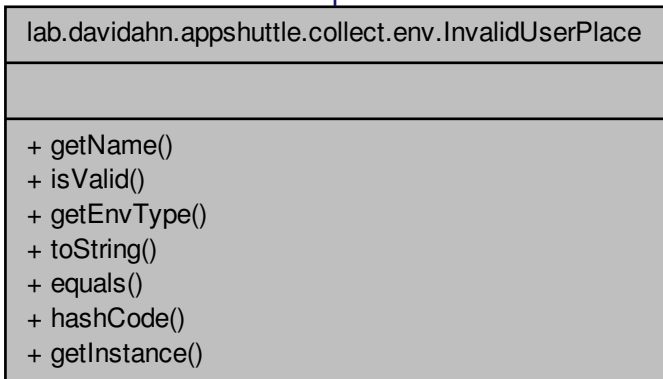 lab.davidahn.appshuttle.collect.env.InvalidUserPlace
+ getName()
+ isValid()
+ getEnvType()
+ toString()
+ equals()
+ hashCode()
+ getInstance()